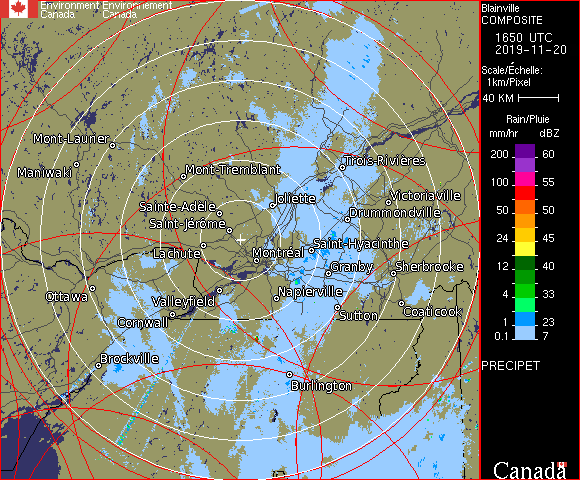 Environment Environnement
Canada Canada
Blainville
COMPOSITE
1650 UTC
2019-11-20
Scale/Échelle:
1km/Pixel
40 KM
Rain/Pluie
mm/hr dBZ
200 60
100 55
50 50
24 45
12 40
4 33
1 23
0.1 7
PRECIPET
Canada
Mont-Laurier
Maniwaki
Mont-Tremblant
Trois-Rivières
Joliette
Victoriaville
Sainte-Adèle
Drummondville
Saint-Jérôme
Lachute
Montréal
Saint-Hyacinthe
Granby
Sherbrooke
Ottawa
Valleyfield
Napierville
Coaticook
Cornwall
Sutton
Brockville
Burlington